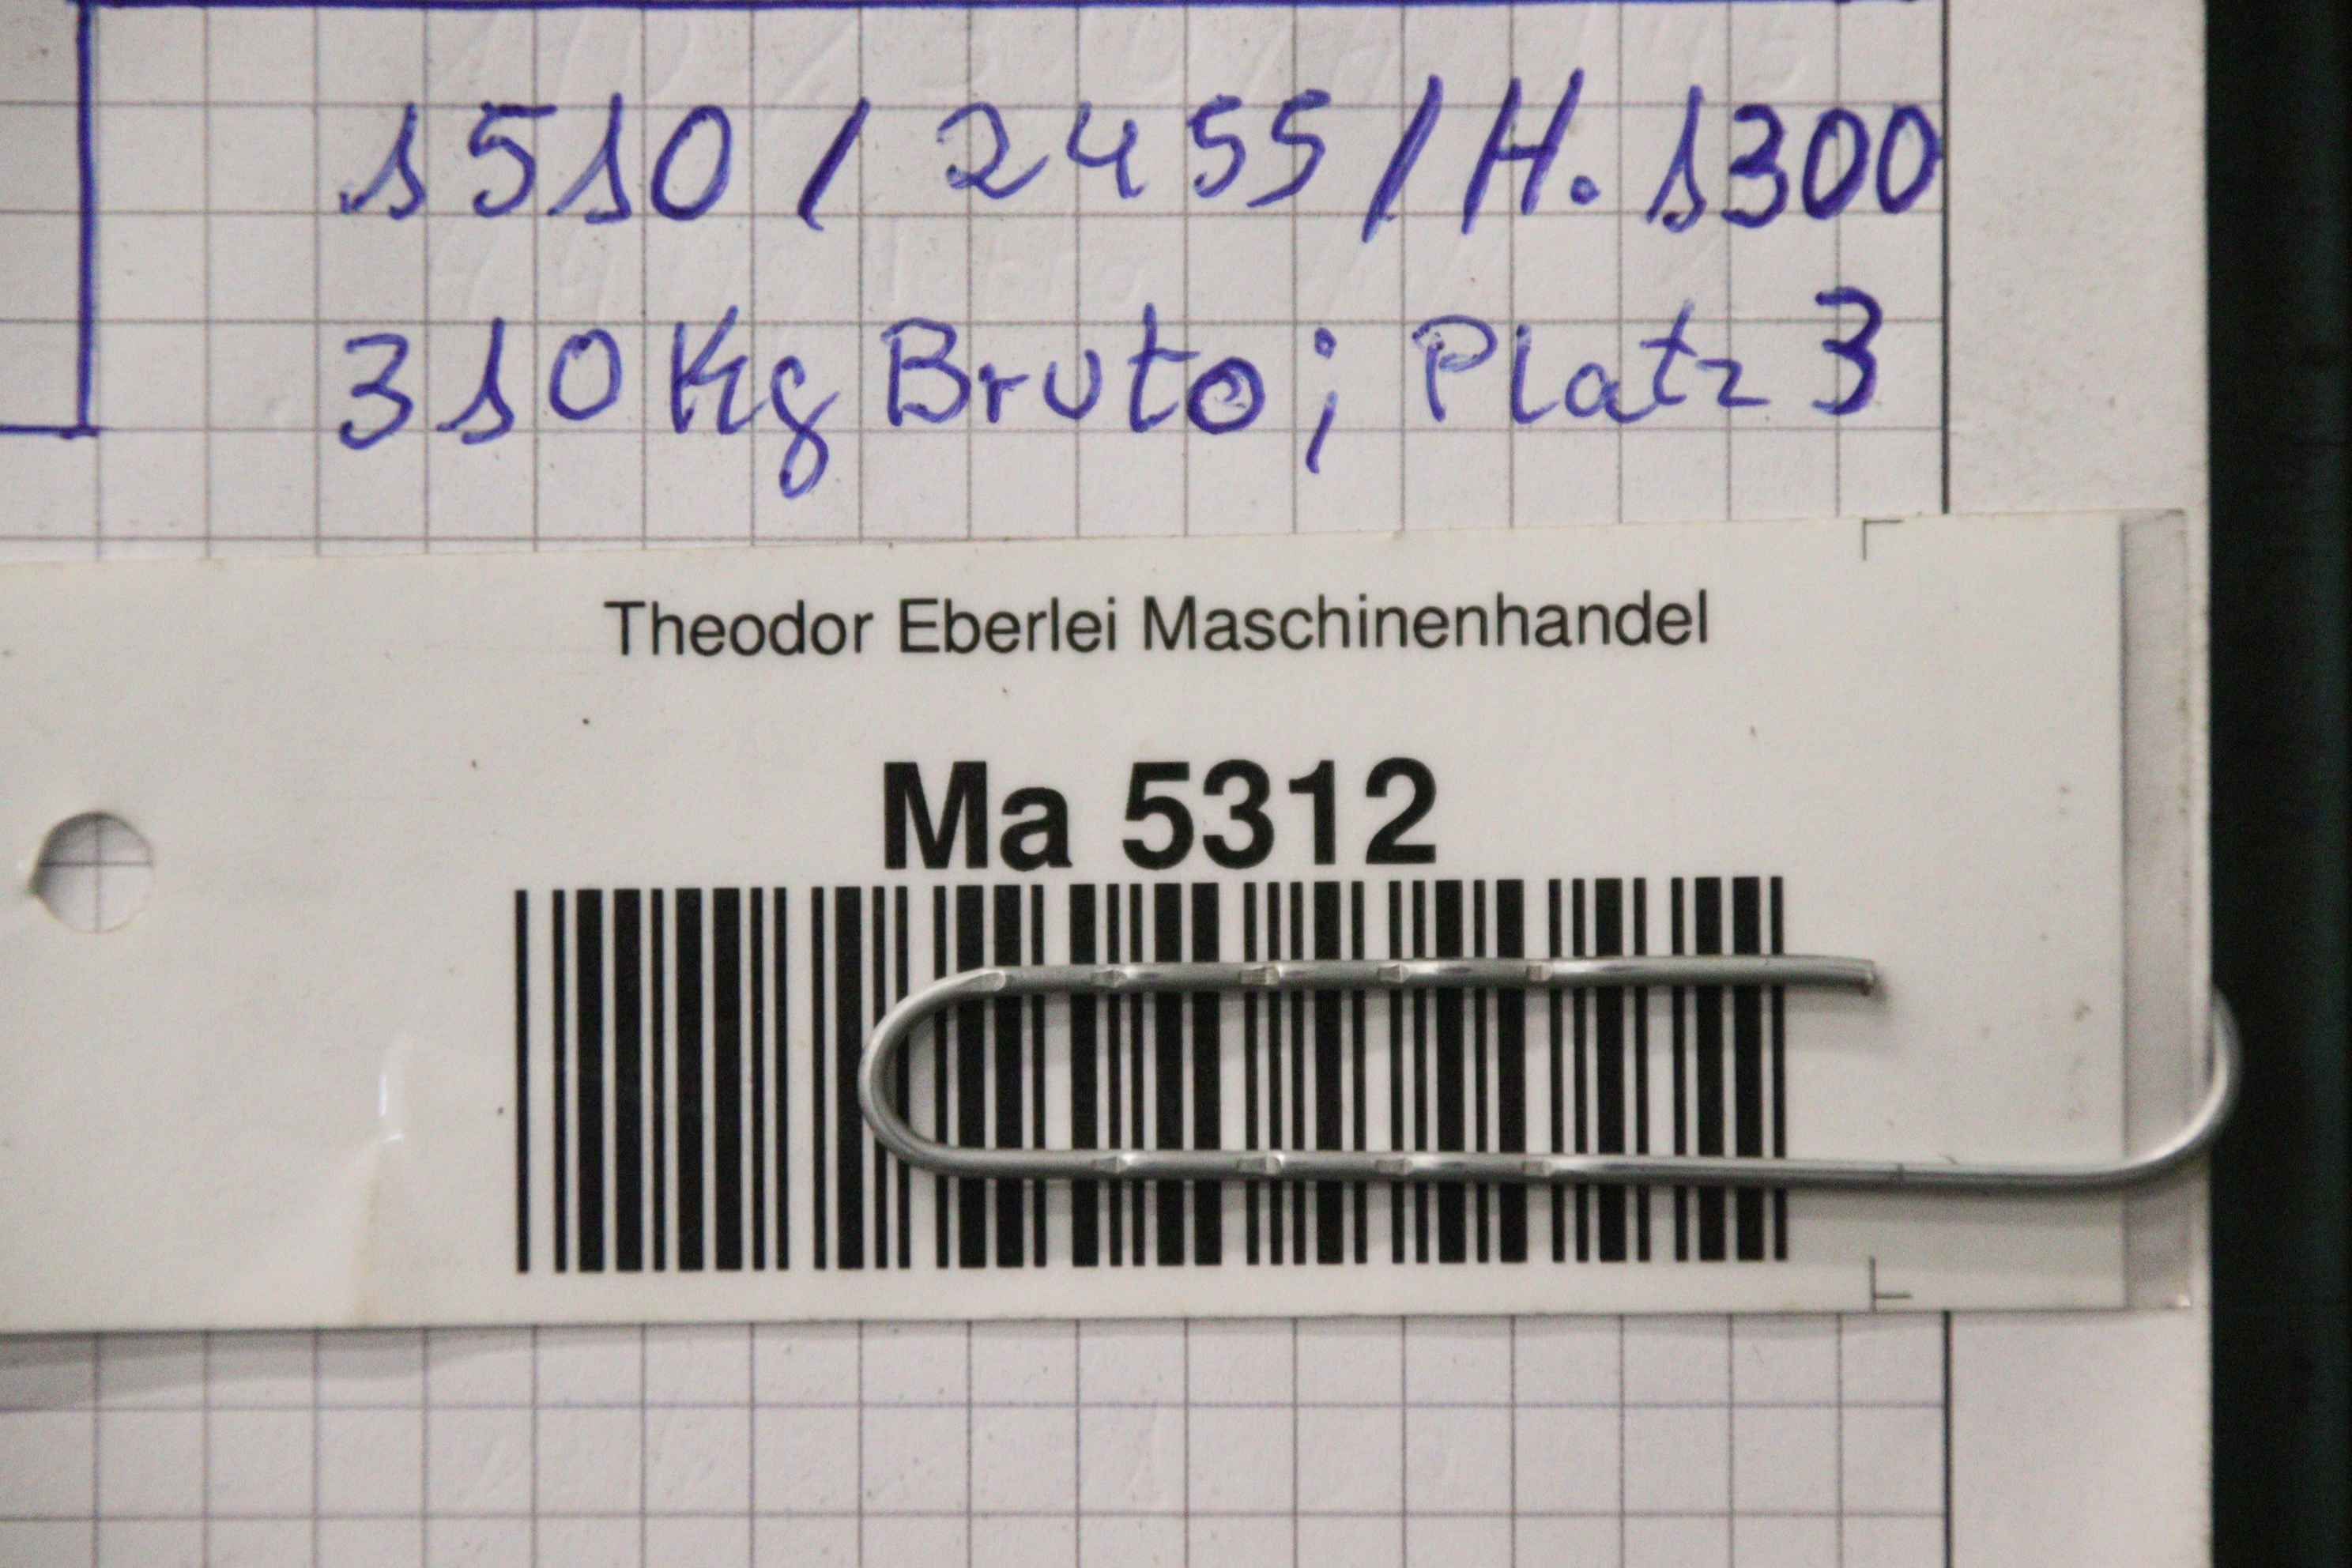 1510 / 2455 / H. 1300
310 Kg Bruto; Platz 3
Theodor Eberlei Maschinenhandel
Ma 5312